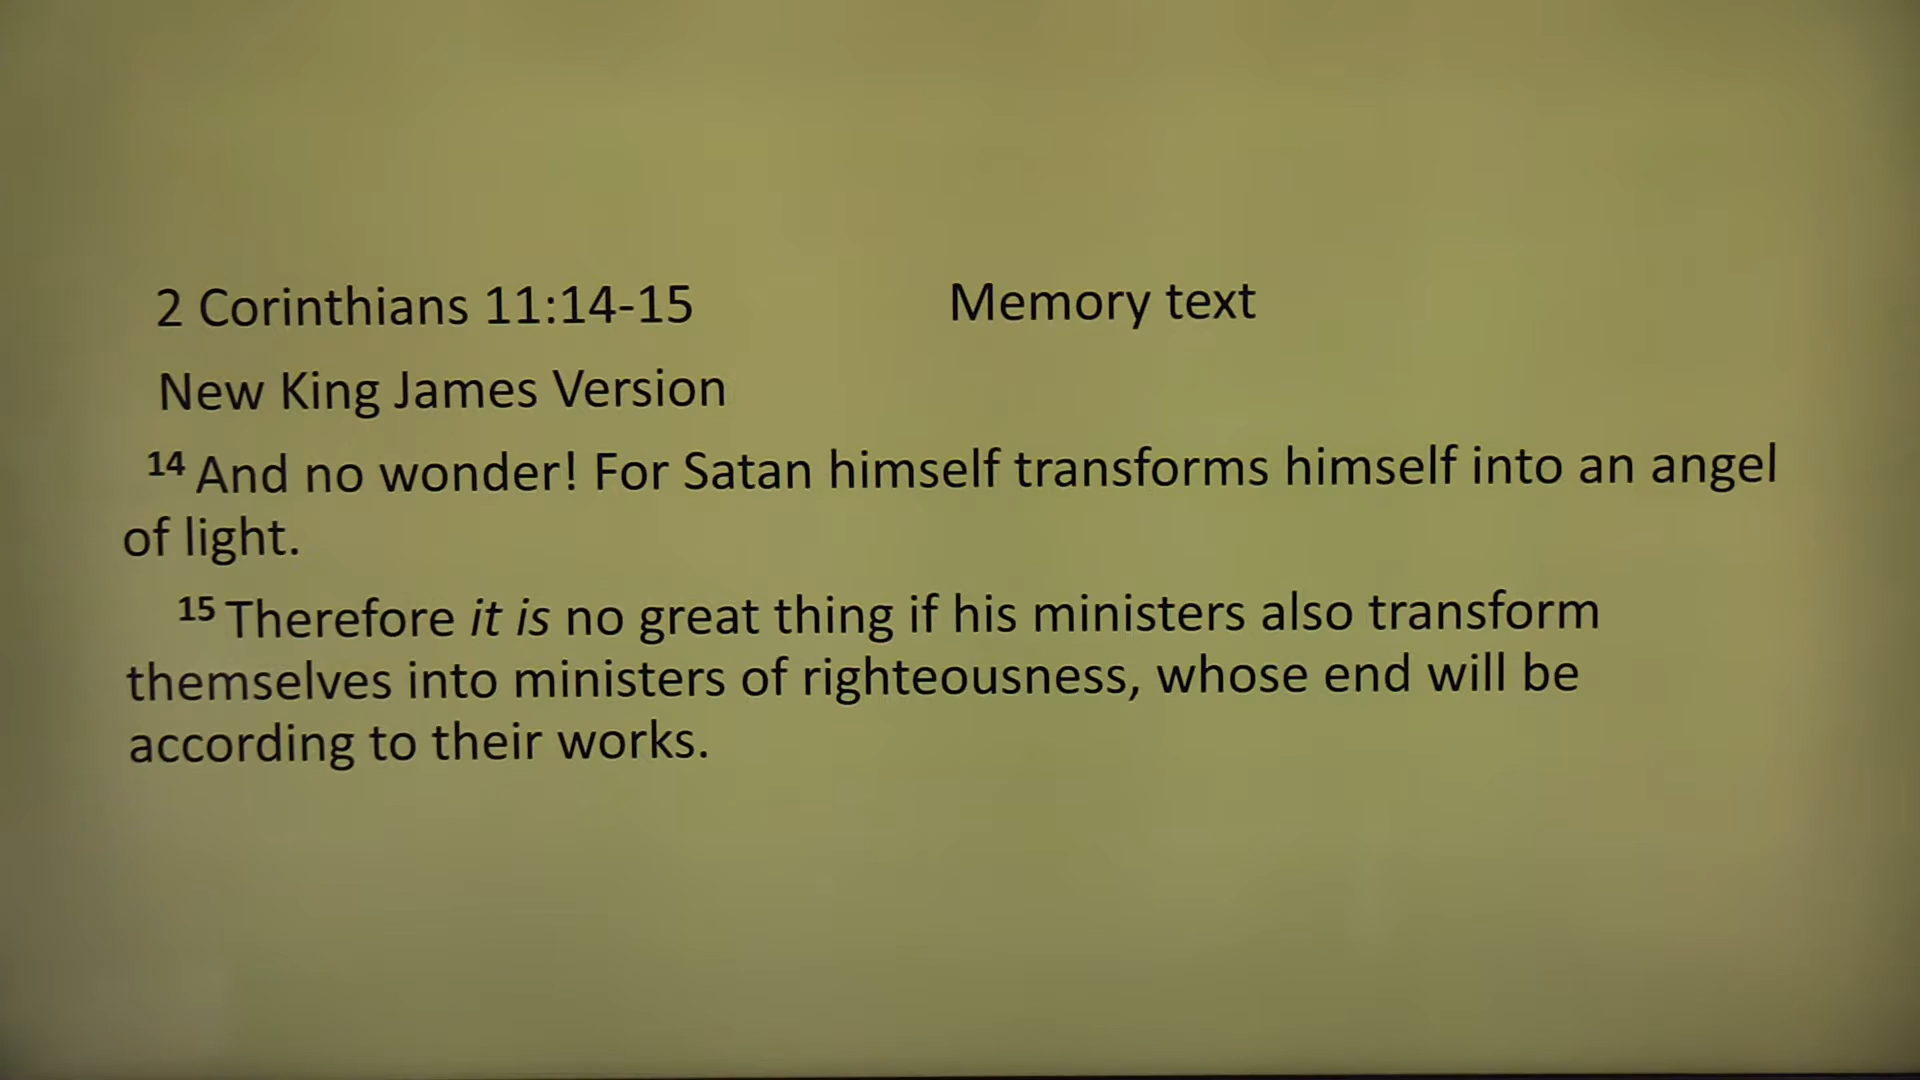 2 Corinthians 11:14-15 Memory text
New King James Version
14 And no wonder! For Satan himself transforms himself into an angel
of light.
15 Therefore it is no great thing if his ministers also transform
themselves into ministers of righteousness, whose end will be
according to their works.